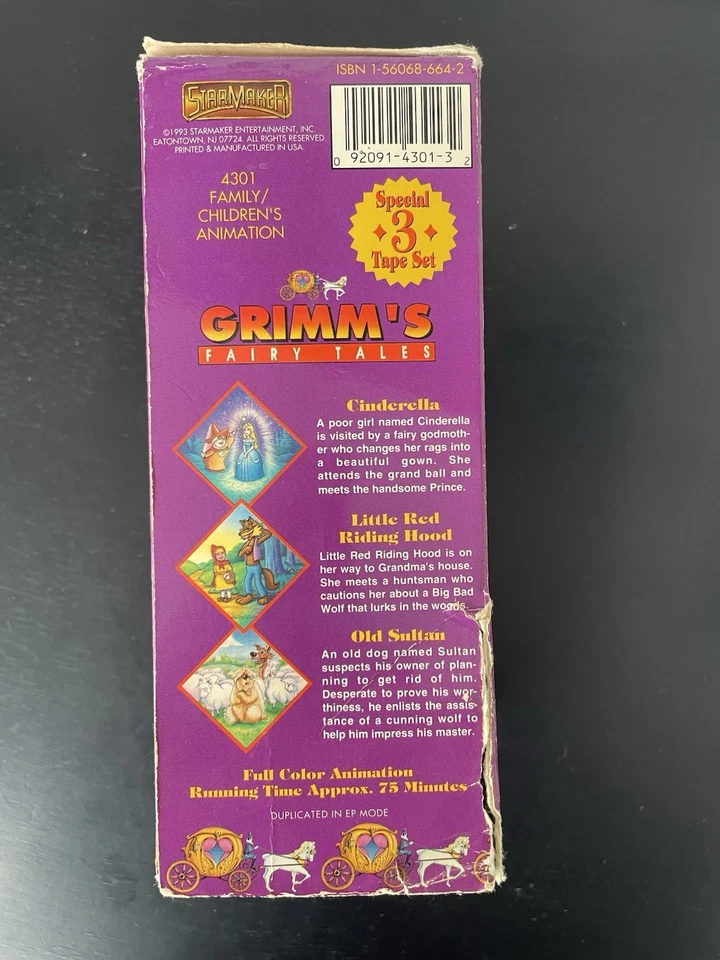 STARMAKER
©1993 STARMAKER ENTERTAINMENT, INC.
EATONTOWN, NJ 07724. ALL RIGHTS RESERVED.
PRINTED & MANUFACTURED IN USA.
ISBN 1-56068-664-2
0 92091-4301-3 2
4301
FAMILY/
CHILDREN'S
ANIMATION
Special
3
Tape Set
GRIMM'S
FAIRY TALES
Cinderella
A poor girl named Cinderella
is visited by a fairy godmoth-
er who changes her rags into
a beautiful gown. She
attends the grand ball and
meets the handsome Prince.
Little Red
Riding Hood
Little Red Riding Hood is on
her way to Grandma's house.
She meets a huntsman who
cautions her about a Big Bad
Wolf that lurks in the woods.
Old Sultan
An old dog named Sultan
suspects his owner of plan-
ning to get rid of him.
Desperate to prove his wor-
thiness, he enlists the assis-
tance of a cunning wolf to
help him impress his master.
Full Color Animation
Running Time Approx. 75 Minutes
DUPLICATED IN EP MODE